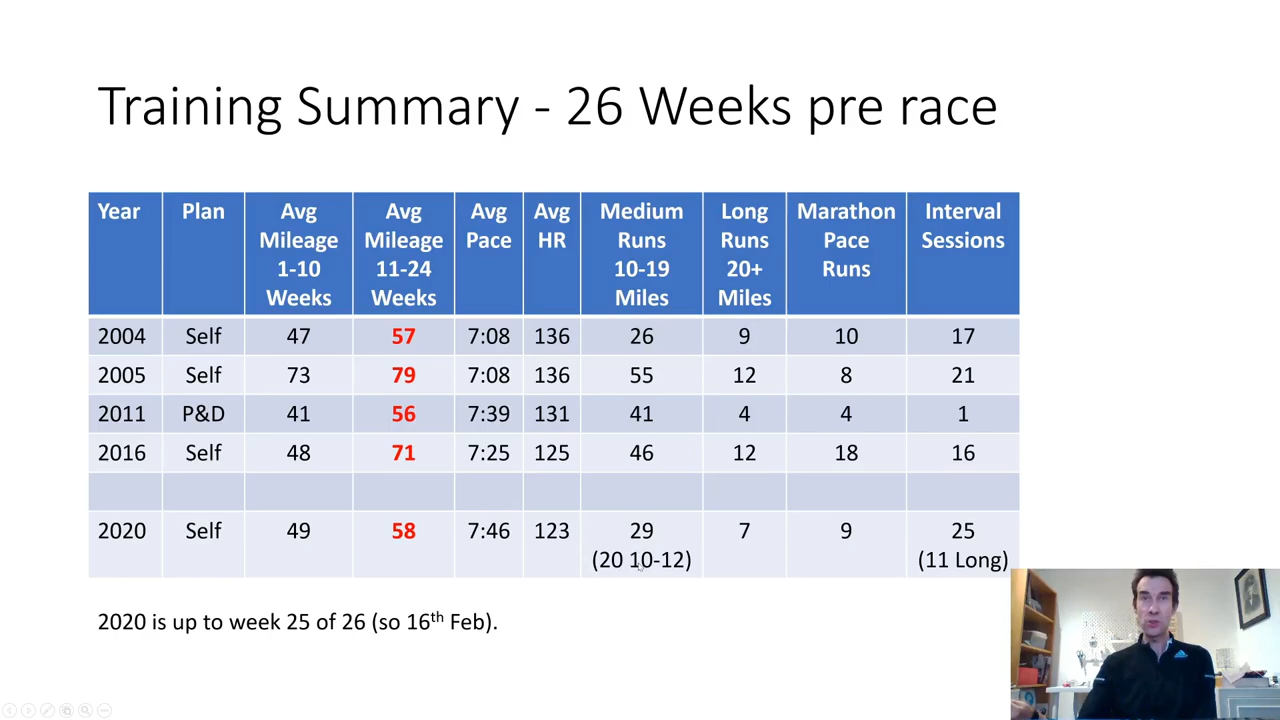 Training Summary - 26 Weeks pre race
Year Plan Avg Mileage 1-10 Weeks Avg Mileage 11-24 Weeks Avg Pace Avg HR Medium Runs 10-19 Miles Long Runs 20+ Miles Marathon Pace Runs Interval Sessions
2004 Self 47 57 7:08 136 26 9 10 17
2005 Self 73 79 7:08 136 55 12 8 21
2011 P&D 41 56 7:39 131 41 4 4 1
2016 Self 48 71 7:25 125 46 12 18 16
2020 Self 49 58 7:46 123 29 (20 10-12) 7 9 25 (11 Long)
2020 is up to week 25 of 26 (so 16th Feb).